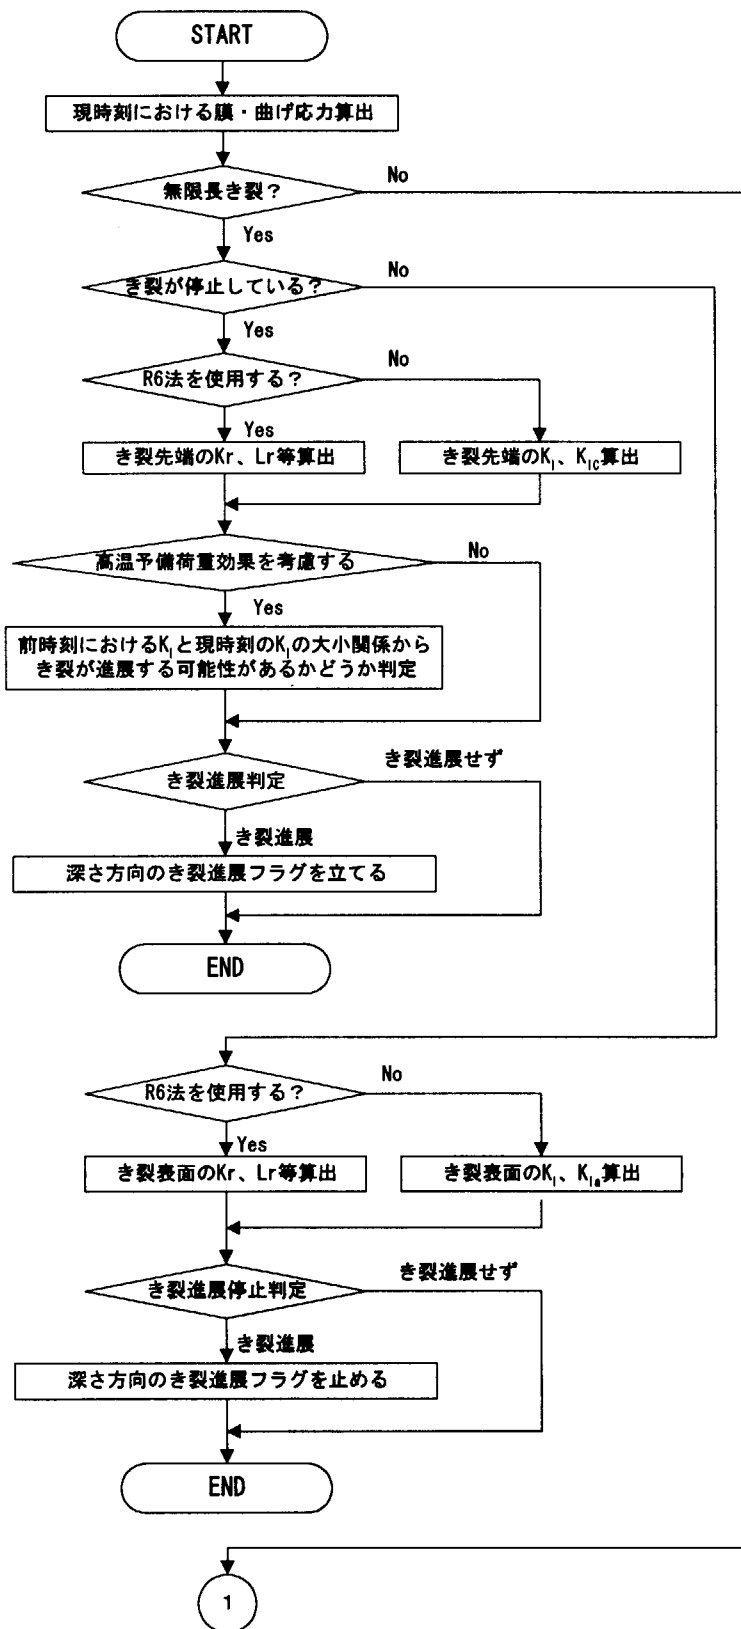 START
現時刻における膜・曲げ応力算出
無限長き裂？
No
Yes
き裂が停止している？
No
Yes
R6法を使用する？
No
Yes
き裂先端のKr、Lr等算出
き裂先端のK_I、K_IC算出
高温予備荷重効果を考慮する
No
Yes
前時刻におけるK_Iと現時刻のK_Iの大小関係から
き裂が進展する可能性があるかどうか判定
き裂進展判定
き裂進展せず
き裂進展
深さ方向のき裂進展フラグを立てる
END
R6法を使用する？
No
Yes
き裂表面のKr、Lr等算出
き裂表面のK_I、K_Ia算出
き裂進展停止判定
き裂進展せず
き裂進展
深さ方向のき裂進展フラグを止める
END
1